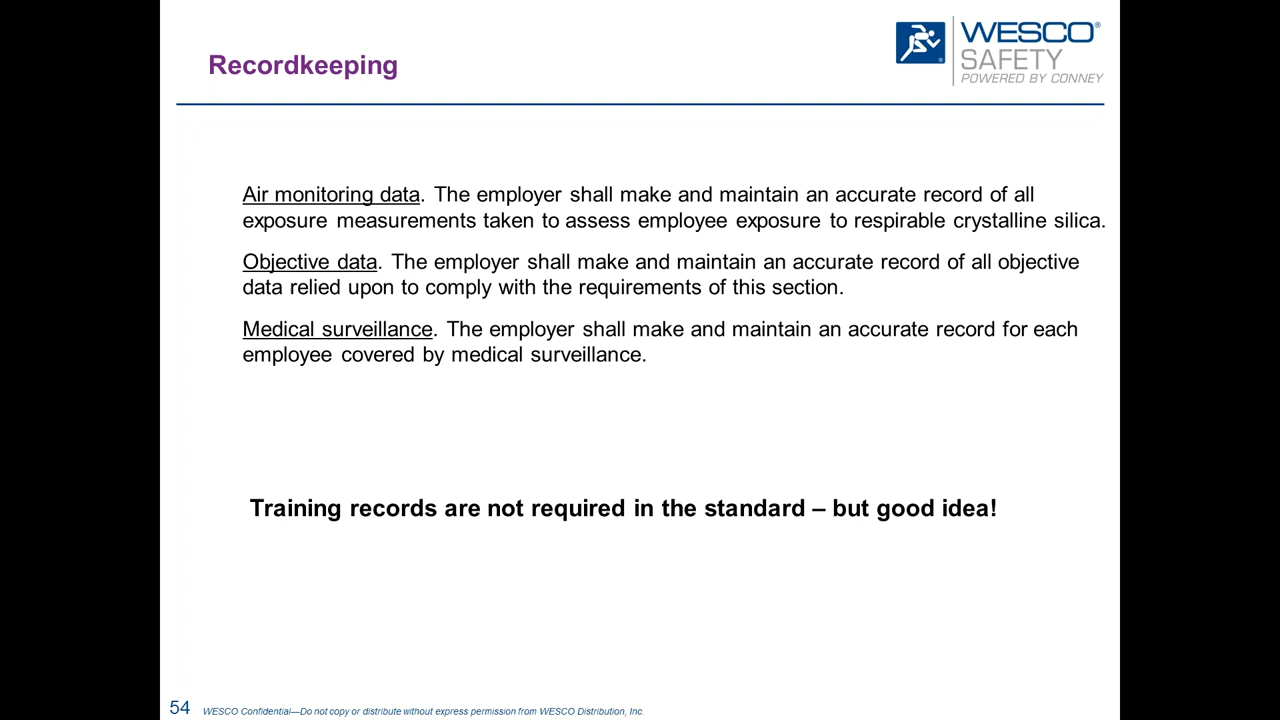 Recordkeeping
WESCO®
SAFETY
POWERED BY CONNEY
Air monitoring data. The employer shall make and maintain an accurate record of all
exposure measurements taken to assess employee exposure to respirable crystalline silica.
Objective data. The employer shall make and maintain an accurate record of all objective
data relied upon to comply with the requirements of this section.
Medical surveillance. The employer shall make and maintain an accurate record for each
employee covered by medical surveillance.
Training records are not required in the standard – but good idea!
54 WESCO Confidential—Do not copy or distribute without express permission from WESCO Distribution, Inc.